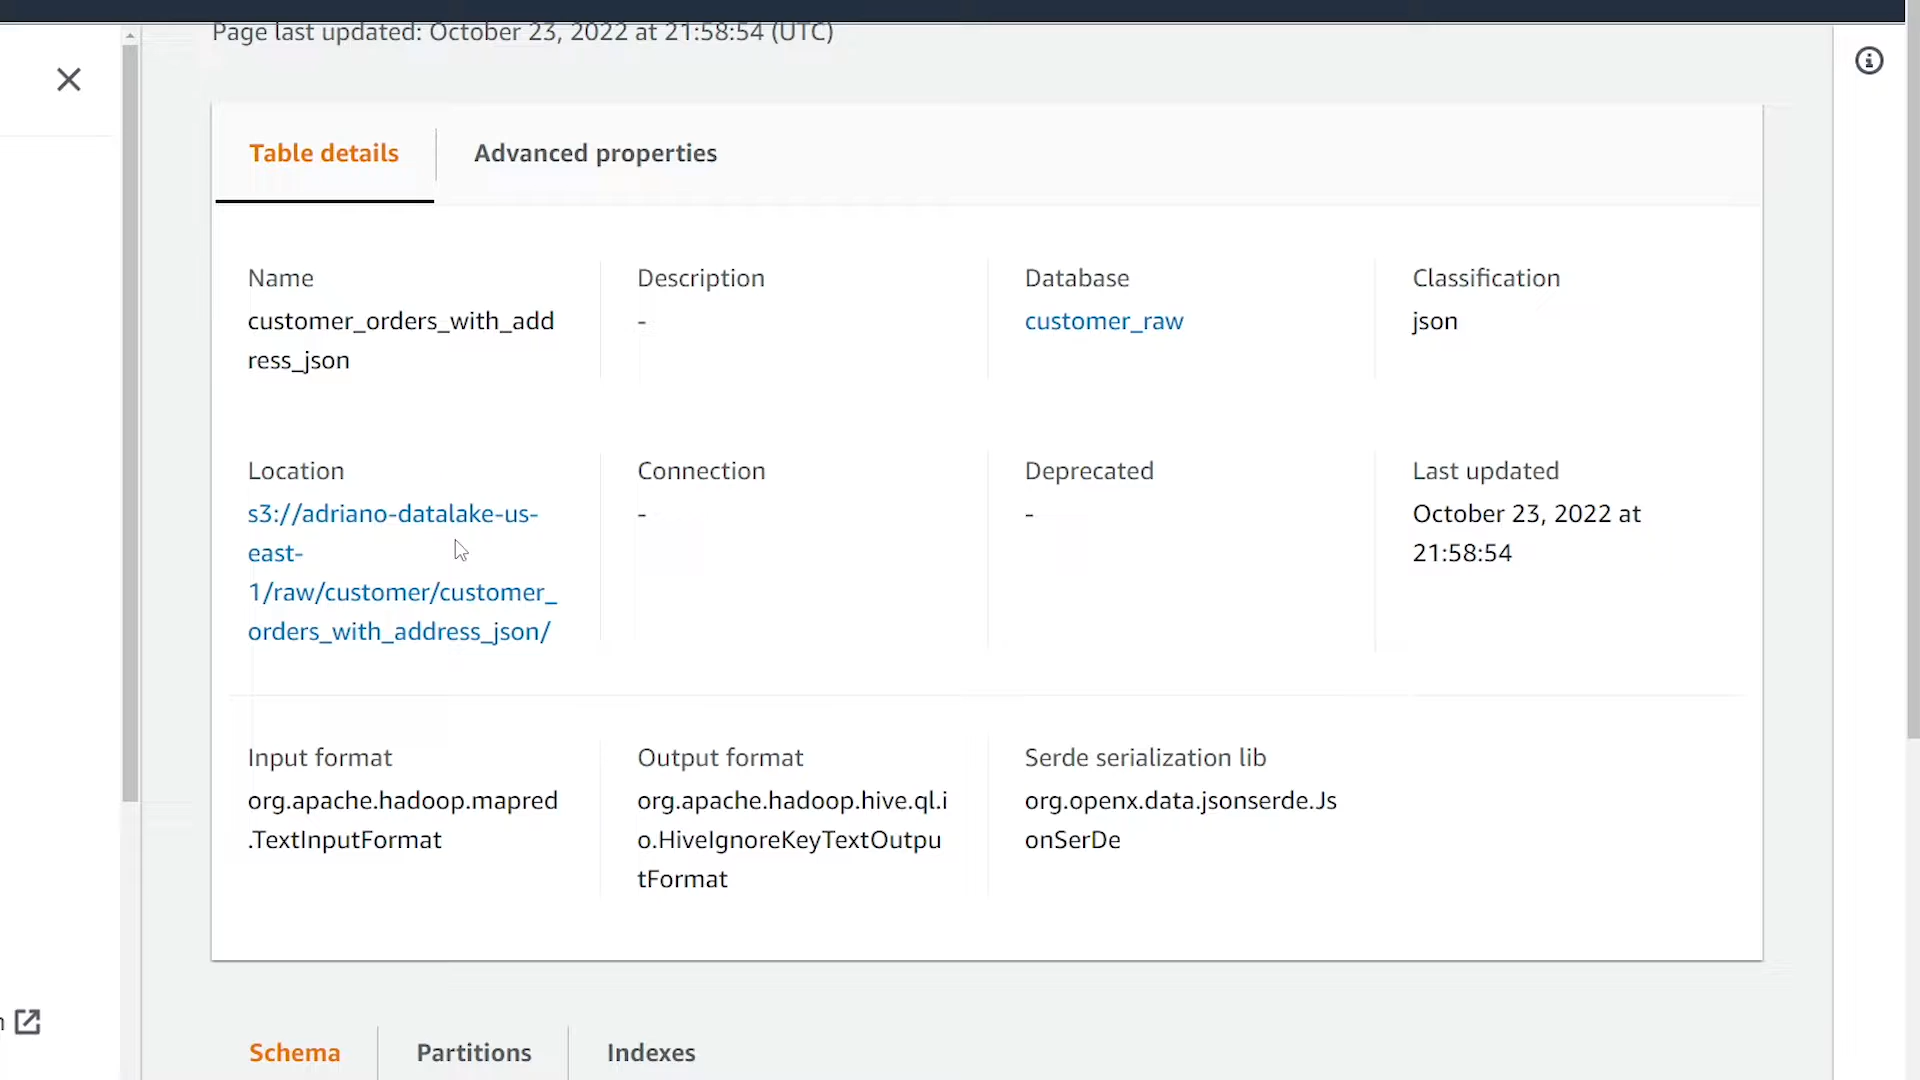 Page last updated: October 23, 2022 at 21:58:54 (UTC)
Table details
Advanced properties
Name
customer_orders_with_add
ress_json
Description
-
Database
customer_raw
Classification
json
Location
s3://adriano-datalake-us-
east-
1/raw/customer/customer_
orders_with_address_json/
Connection
-
Deprecated
-
Last updated
October 23, 2022 at
21:58:54
Input format
org.apache.hadoop.mapred
.TextInputFormat
Output format
org.apache.hadoop.hive.ql.i
o.HiveIgnoreKeyTextOutpu
tFormat
Serde serialization lib
org.openx.data.jsonserde.Js
onSerDe
Schema
Partitions
Indexes